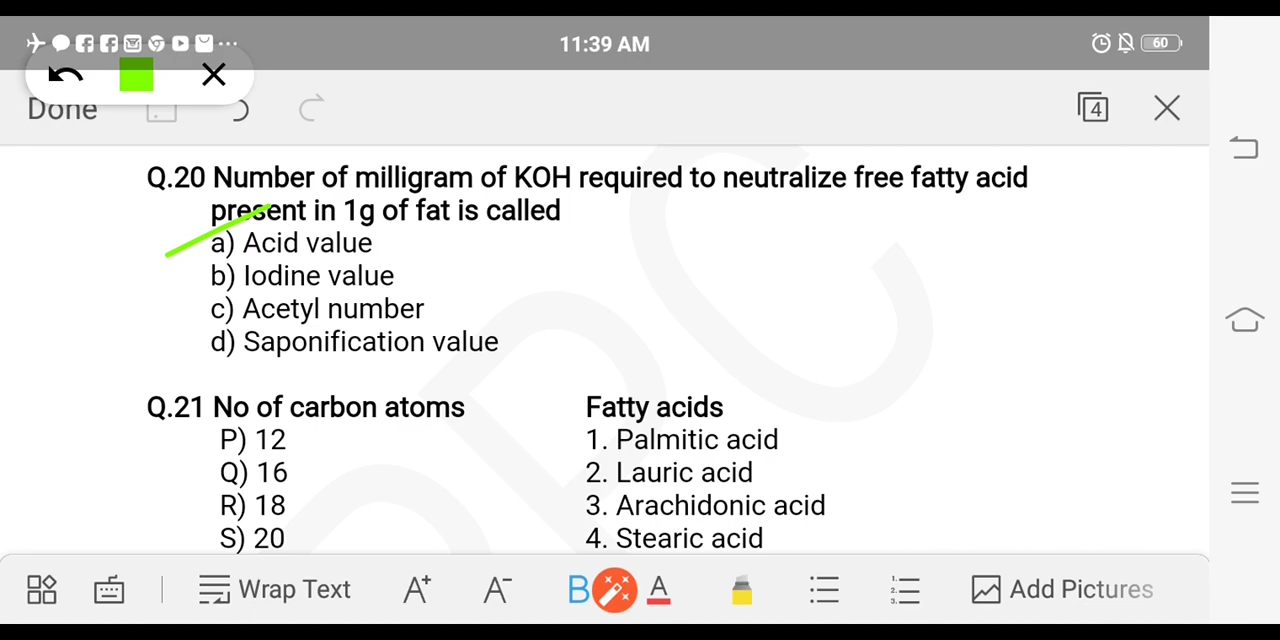 11:39 AM
60
Done
4
Q.20 Number of milligram of KOH required to neutralize free fatty acid
present in 1g of fat is called
a) Acid value
b) Iodine value
c) Acetyl number
d) Saponification value
Q.21 No of carbon atoms Fatty acids
P) 12 1. Palmitic acid
Q) 16 2. Lauric acid
R) 18 3. Arachidonic acid
S) 20 4. Stearic acid
Wrap Text A+ A- B A Add Pictures